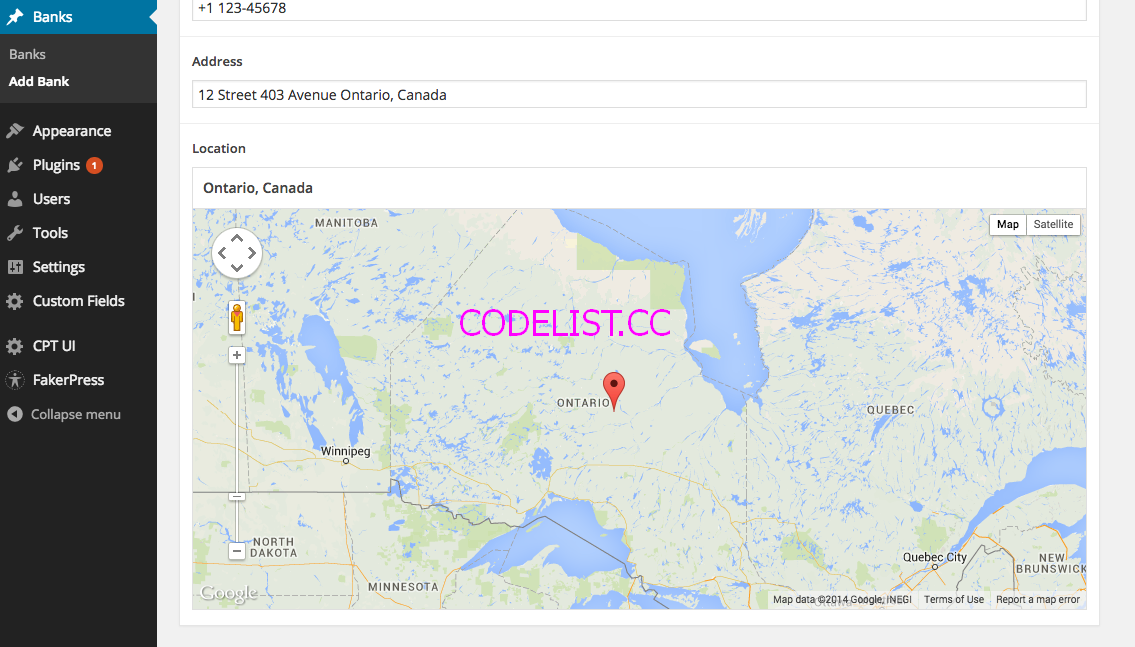 Banks
Banks
Add Bank
Appearance
Plugins 1
Users
Tools
Settings
Custom Fields
CPT UI
FakerPress
Collapse menu
+1 123-45678
Address
12 Street 403 Avenue Ontario, Canada
Location
Ontario, Canada
MANITOBA
Map Satellite
CODELIST.CC
ONTARIO
QUEBEC
Winnipeg
NORTH
DAKOTA
Quebec City
NEW
BRUNSWICK
MINNESOTA
Google
Map data ©2014 Google, INEGI Terms of Use Report a map error